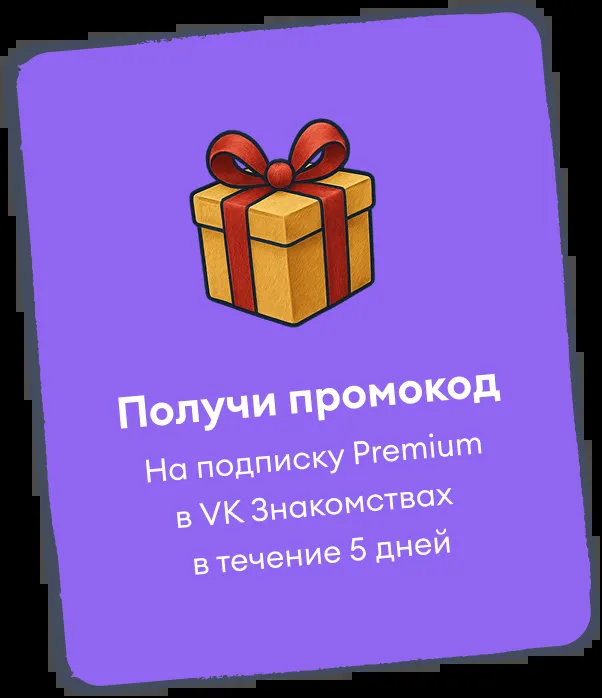 Получи промокод
На подписку Premium
в VK Знакомствах
в течение 5 дней